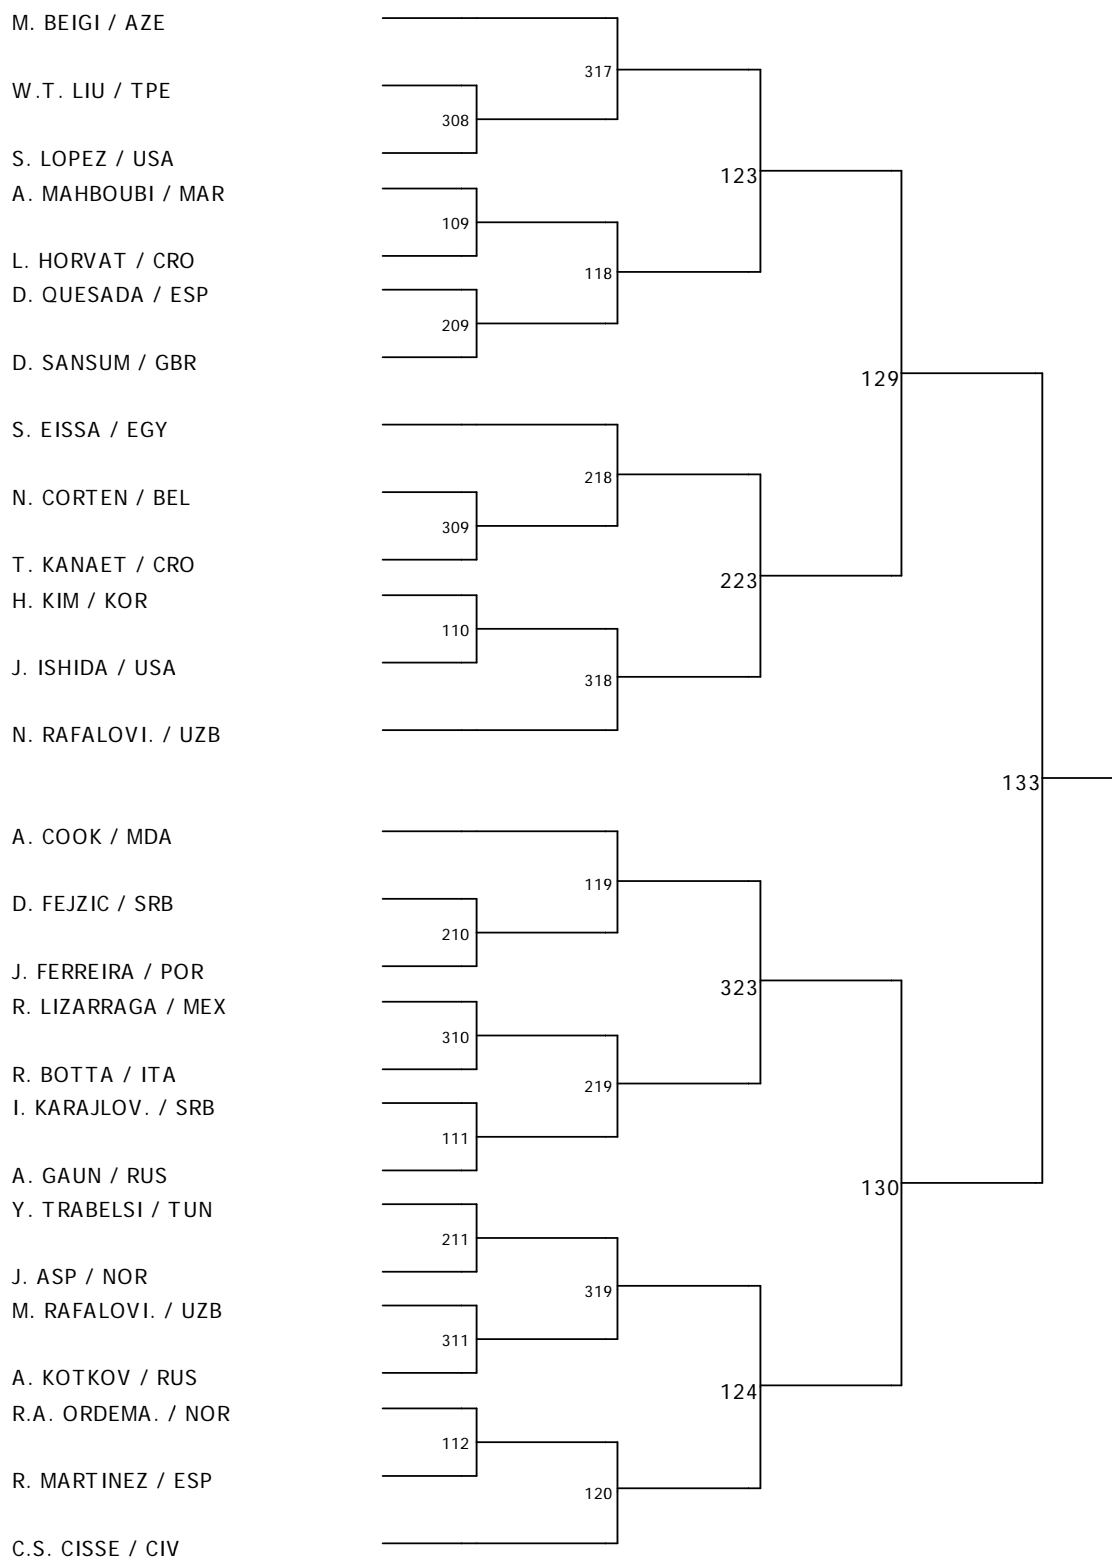 M. BEIGI / AZE
317
W.T. LIU / TPE
308
S. LOPEZ / USA
123
A. MAHBOUBI / MAR
109
L. HORVAT / CRO
118
D. QUESADA / ESP
209
D. SANSUM / GBR
129
S. EISSA / EGY
218
N. CORTEN / BEL
309
T. KANAET / CRO
223
H. KIM / KOR
110
J. ISHIDA / USA
318
N. RAFALOVI. / UZB
133
A. COOK / MDA
119
D. FEJZIC / SRB
210
J. FERREIRA / POR
323
R. LIZARRAGA / MEX
310
R. BOTTA / ITA
219
I. KARAJLOV. / SRB
111
A. GAUN / RUS
130
Y. TRABELSI / TUN
211
J. ASP / NOR
319
M. RAFALOVI. / UZB
311
A. KOTKOV / RUS
124
R.A. ORDEMA. / NOR
112
R. MARTINEZ / ESP
120
C.S. CISSE / CIV